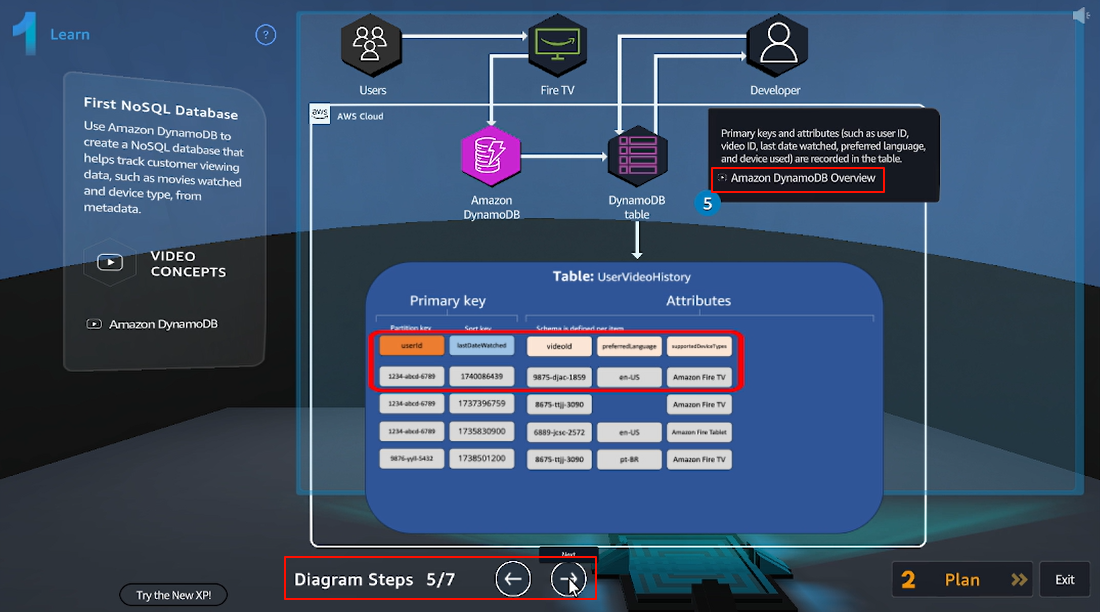 1 Learn
?
First NoSQL Database
Use Amazon DynamoDB to
create a NoSQL database that
helps track customer viewing
data, such as movies watched
and device type, from
metadata.
VIDEO
CONCEPTS
Amazon DynamoDB
Users
Fire TV
Developer
aws
AWS Cloud
Amazon
DynamoDB
DynamoDB
table
Primary keys and attributes (such as user ID,
video ID, last date watched, preferred language,
and device used) are recorded in the table.
Amazon DynamoDB Overview
5
Table: UserVideoHistory
Primary key Attributes
Partition key Sort key Schema is defined per item
userId lastDateWatched videoId preferredLanguage supportedDeviceTypes
1234-abcd-6789 1740086439 9875-djac-1859 en-US Amazon Fire TV
1234-abcd-6789 1737396759 8675-ttjj-3090 Amazon Fire TV
1234-abcd-6789 1735830900 6889-jcsc-2572 en-US Amazon Fire Tablet
9876-yyll-5432 1738501200 8675-ttjj-3090 pt-BR Amazon Fire TV
Next
Diagram Steps 5/7
Try the New XP!
2 Plan
Exit